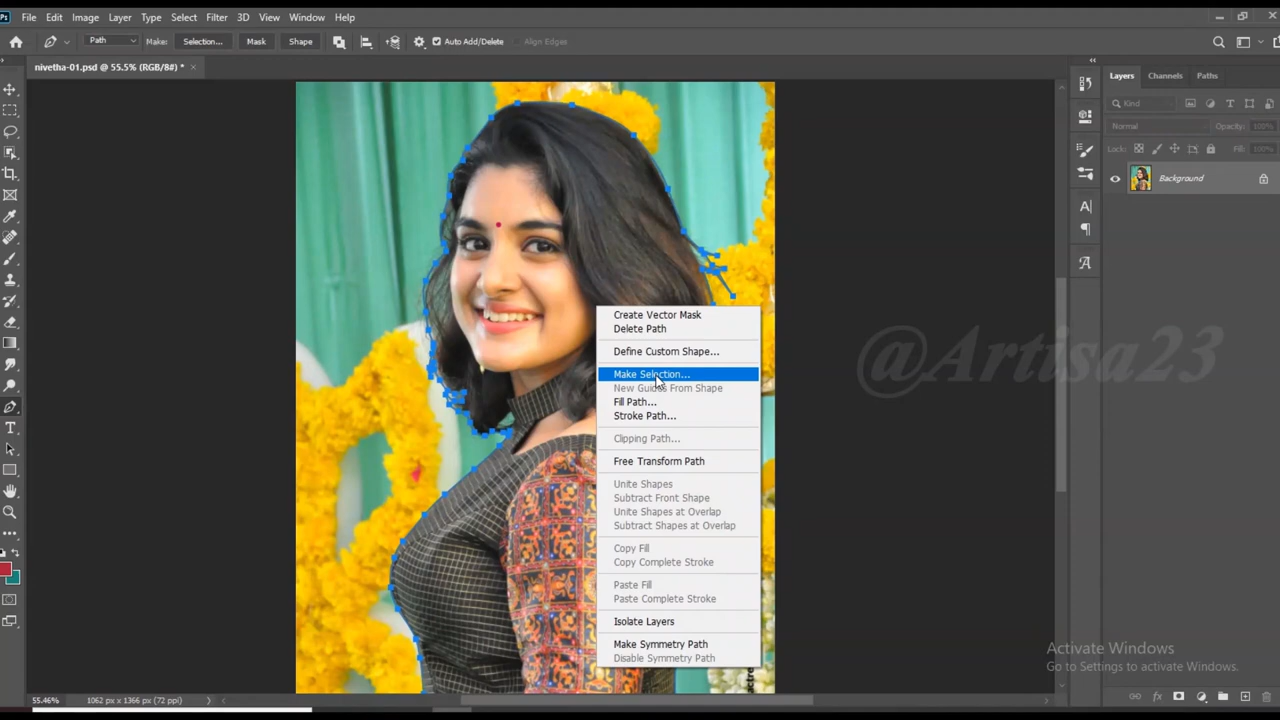 Ps File Edit Image Layer Type Select Filter 3D View Window Help
Path Make: Selection... Mask Shape Auto Add/Delete Align Edges
nivetha-01.psd @ 55.5% (RGB/8#) * ×
Layers Channels Paths
Kind
Normal Opacity: 100%
Lock: Fill: 100%
Background
Create Vector Mask
Delete Path
Define Custom Shape...
Make Selection...
New Guides From Shape
Fill Path...
Stroke Path...
Clipping Path...
Free Transform Path
Unite Shapes
Subtract Front Shape
Unite Shapes at Overlap
Subtract Shapes at Overlap
Copy Fill
Copy Complete Stroke
Paste Fill
Paste Complete Stroke
Isolate Layers
Make Symmetry Path
Disable Symmetry Path
@Artisa23
Activate Windows
Go to Settings to activate Windows.
55.46% 1062 px x 1366 px (72 ppi)